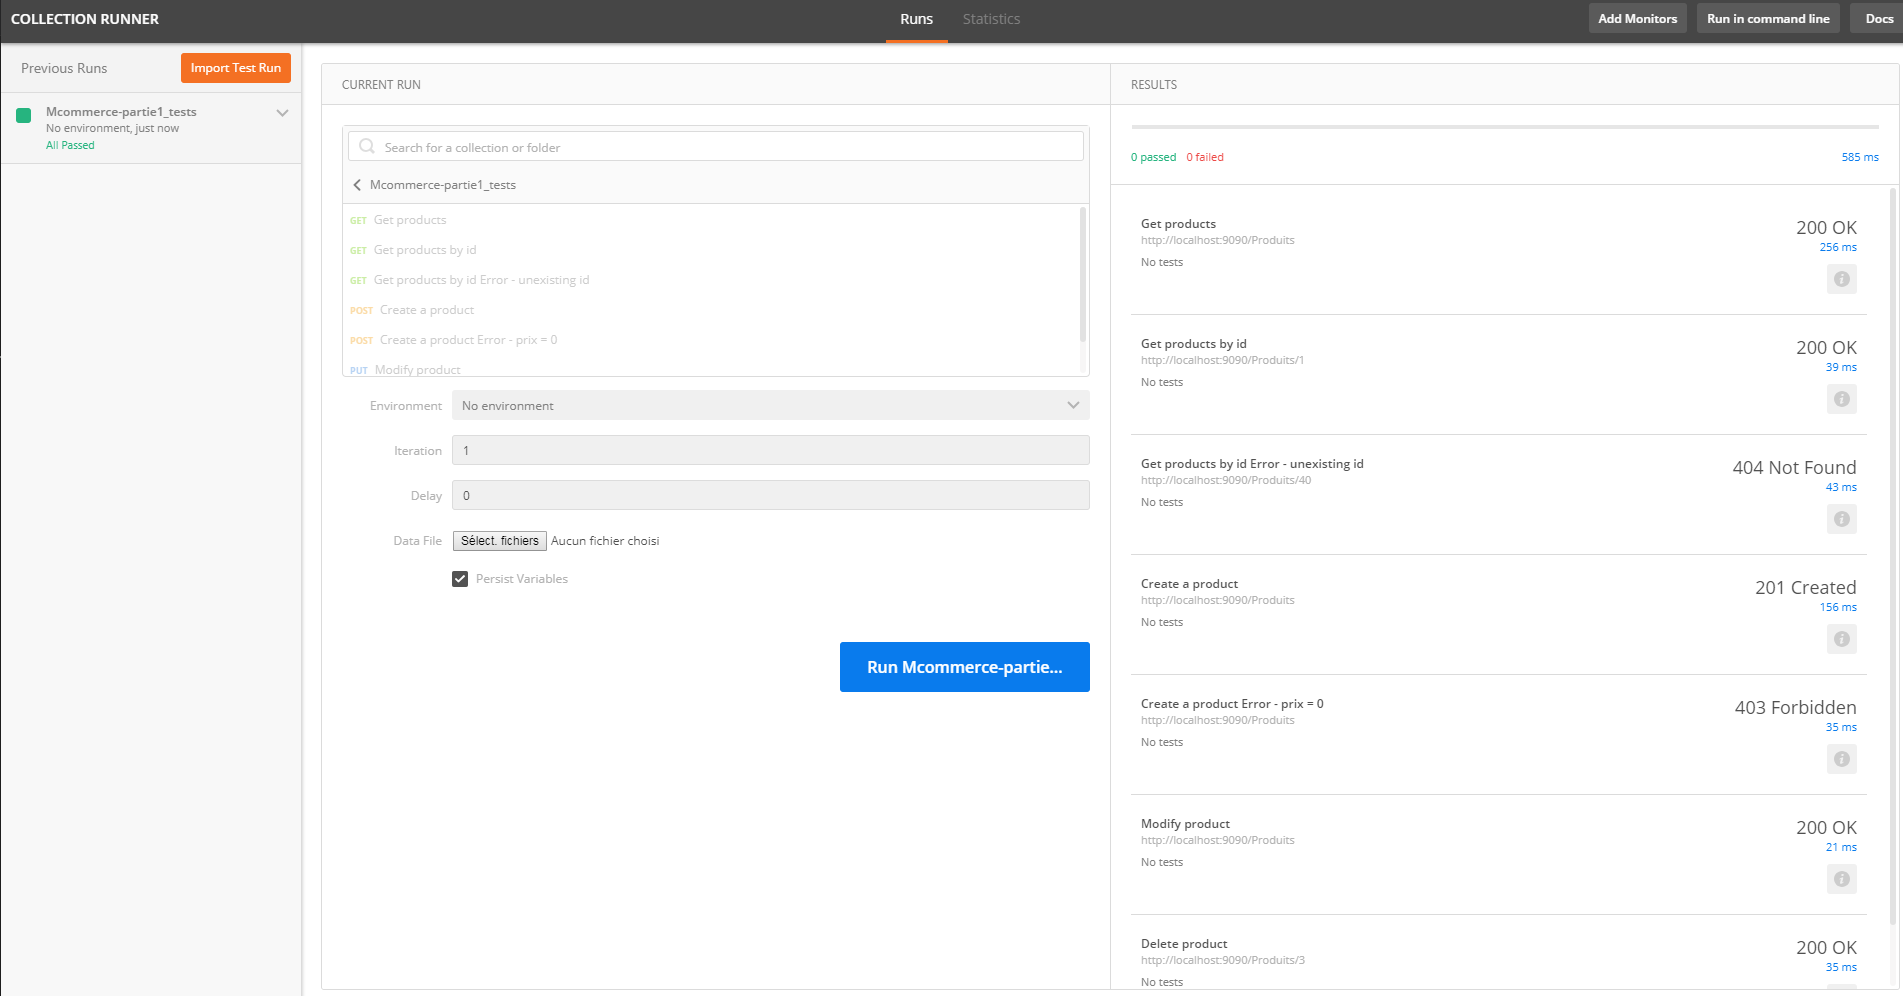 COLLECTION RUNNER
Runs
Statistics
Add Monitors
Run in command line
Docs
Previous Runs
Import Test Run
Mcommerce-partie1_tests
No environment, just now
All Passed
CURRENT RUN
Search for a collection or folder
Mcommerce-partie1_tests
GET Get products
GET Get products by id
GET Get products by id Error - unexisting id
POST Create a product
POST Create a product Error - prix = 0
PUT Modify product
Environment No environment
Iteration 1
Delay 0
Data File Sélect. fichiers Aucun fichier choisi
Persist Variables
Run Mcommerce-partie...
RESULTS
0 passed 0 failed 585 ms
Get products
http://localhost:9090/Produits
No tests
200 OK
256 ms
Get products by id
http://localhost:9090/Produits/1
No tests
200 OK
39 ms
Get products by id Error - unexisting id
http://localhost:9090/Produits/40
No tests
404 Not Found
43 ms
Create a product
http://localhost:9090/Produits
No tests
201 Created
156 ms
Create a product Error - prix = 0
http://localhost:9090/Produits
No tests
403 Forbidden
35 ms
Modify product
http://localhost:9090/Produits
No tests
200 OK
21 ms
Delete product
http://localhost:9090/Produits/3
No tests
200 OK
35 ms